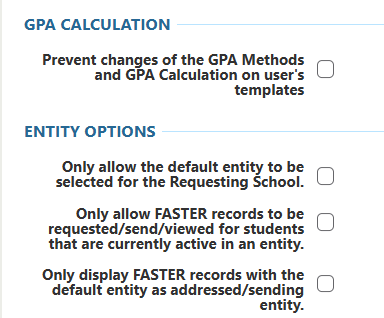 GPA CALCULATION
Prevent changes of the GPA Methods
and GPA Calculation on user's
templates
ENTITY OPTIONS
Only allow the default entity to be
selected for the Requesting School.
Only allow FASTER records to be
requested/send/viewed for students
that are currently active in an entity.
Only display FASTER records with the
default entity as addressed/sending
entity.